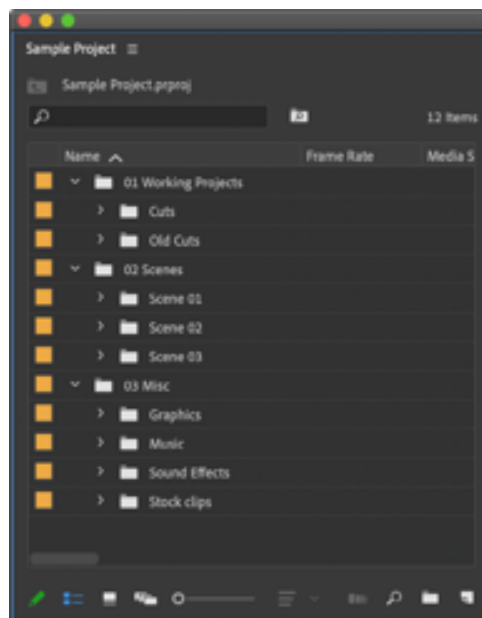 Sample Project
Sample Project.prproj
12 Items
Name Frame Rate Media S
01 Working Projects
Cuts
Old Cuts
02 Scenes
Scene 01
Scene 02
Scene 03
03 Misc
Graphics
Music
Sound Effects
Stock clips